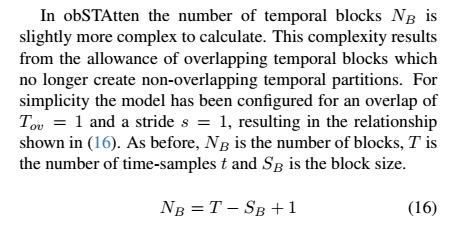 In obSTAtten the number of temporal blocks N_B is
slightly more complex to calculate. This complexity results
from the allowance of overlapping temporal blocks which
no longer create non-overlapping temporal partitions. For
simplicity the model has been configured for an overlap of
T_ov = 1 and a stride s = 1, resulting in the relationship
shown in (16). As before, N_B is the number of blocks, T is
the number of time-samples t and S_B is the block size.
N_B = T − S_B + 1 (16)